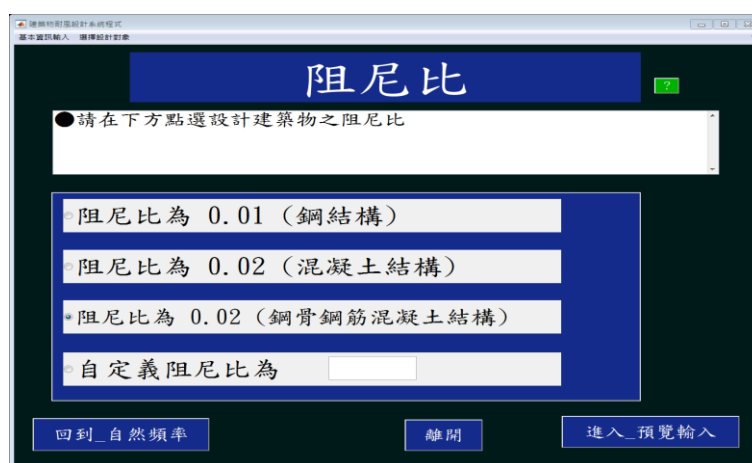 建築物耐風設計系統程式
基本資訊輸入 選擇設計對象
阻尼比
?
●請在下方點選設計建築物之阻尼比
阻尼比為 0.01 (鋼結構)
阻尼比為 0.02 (混凝土結構)
阻尼比為 0.02 (鋼骨鋼筋混凝土結構)
自定義阻尼比為
回到_自然頻率
離開
進入_預覽輸入